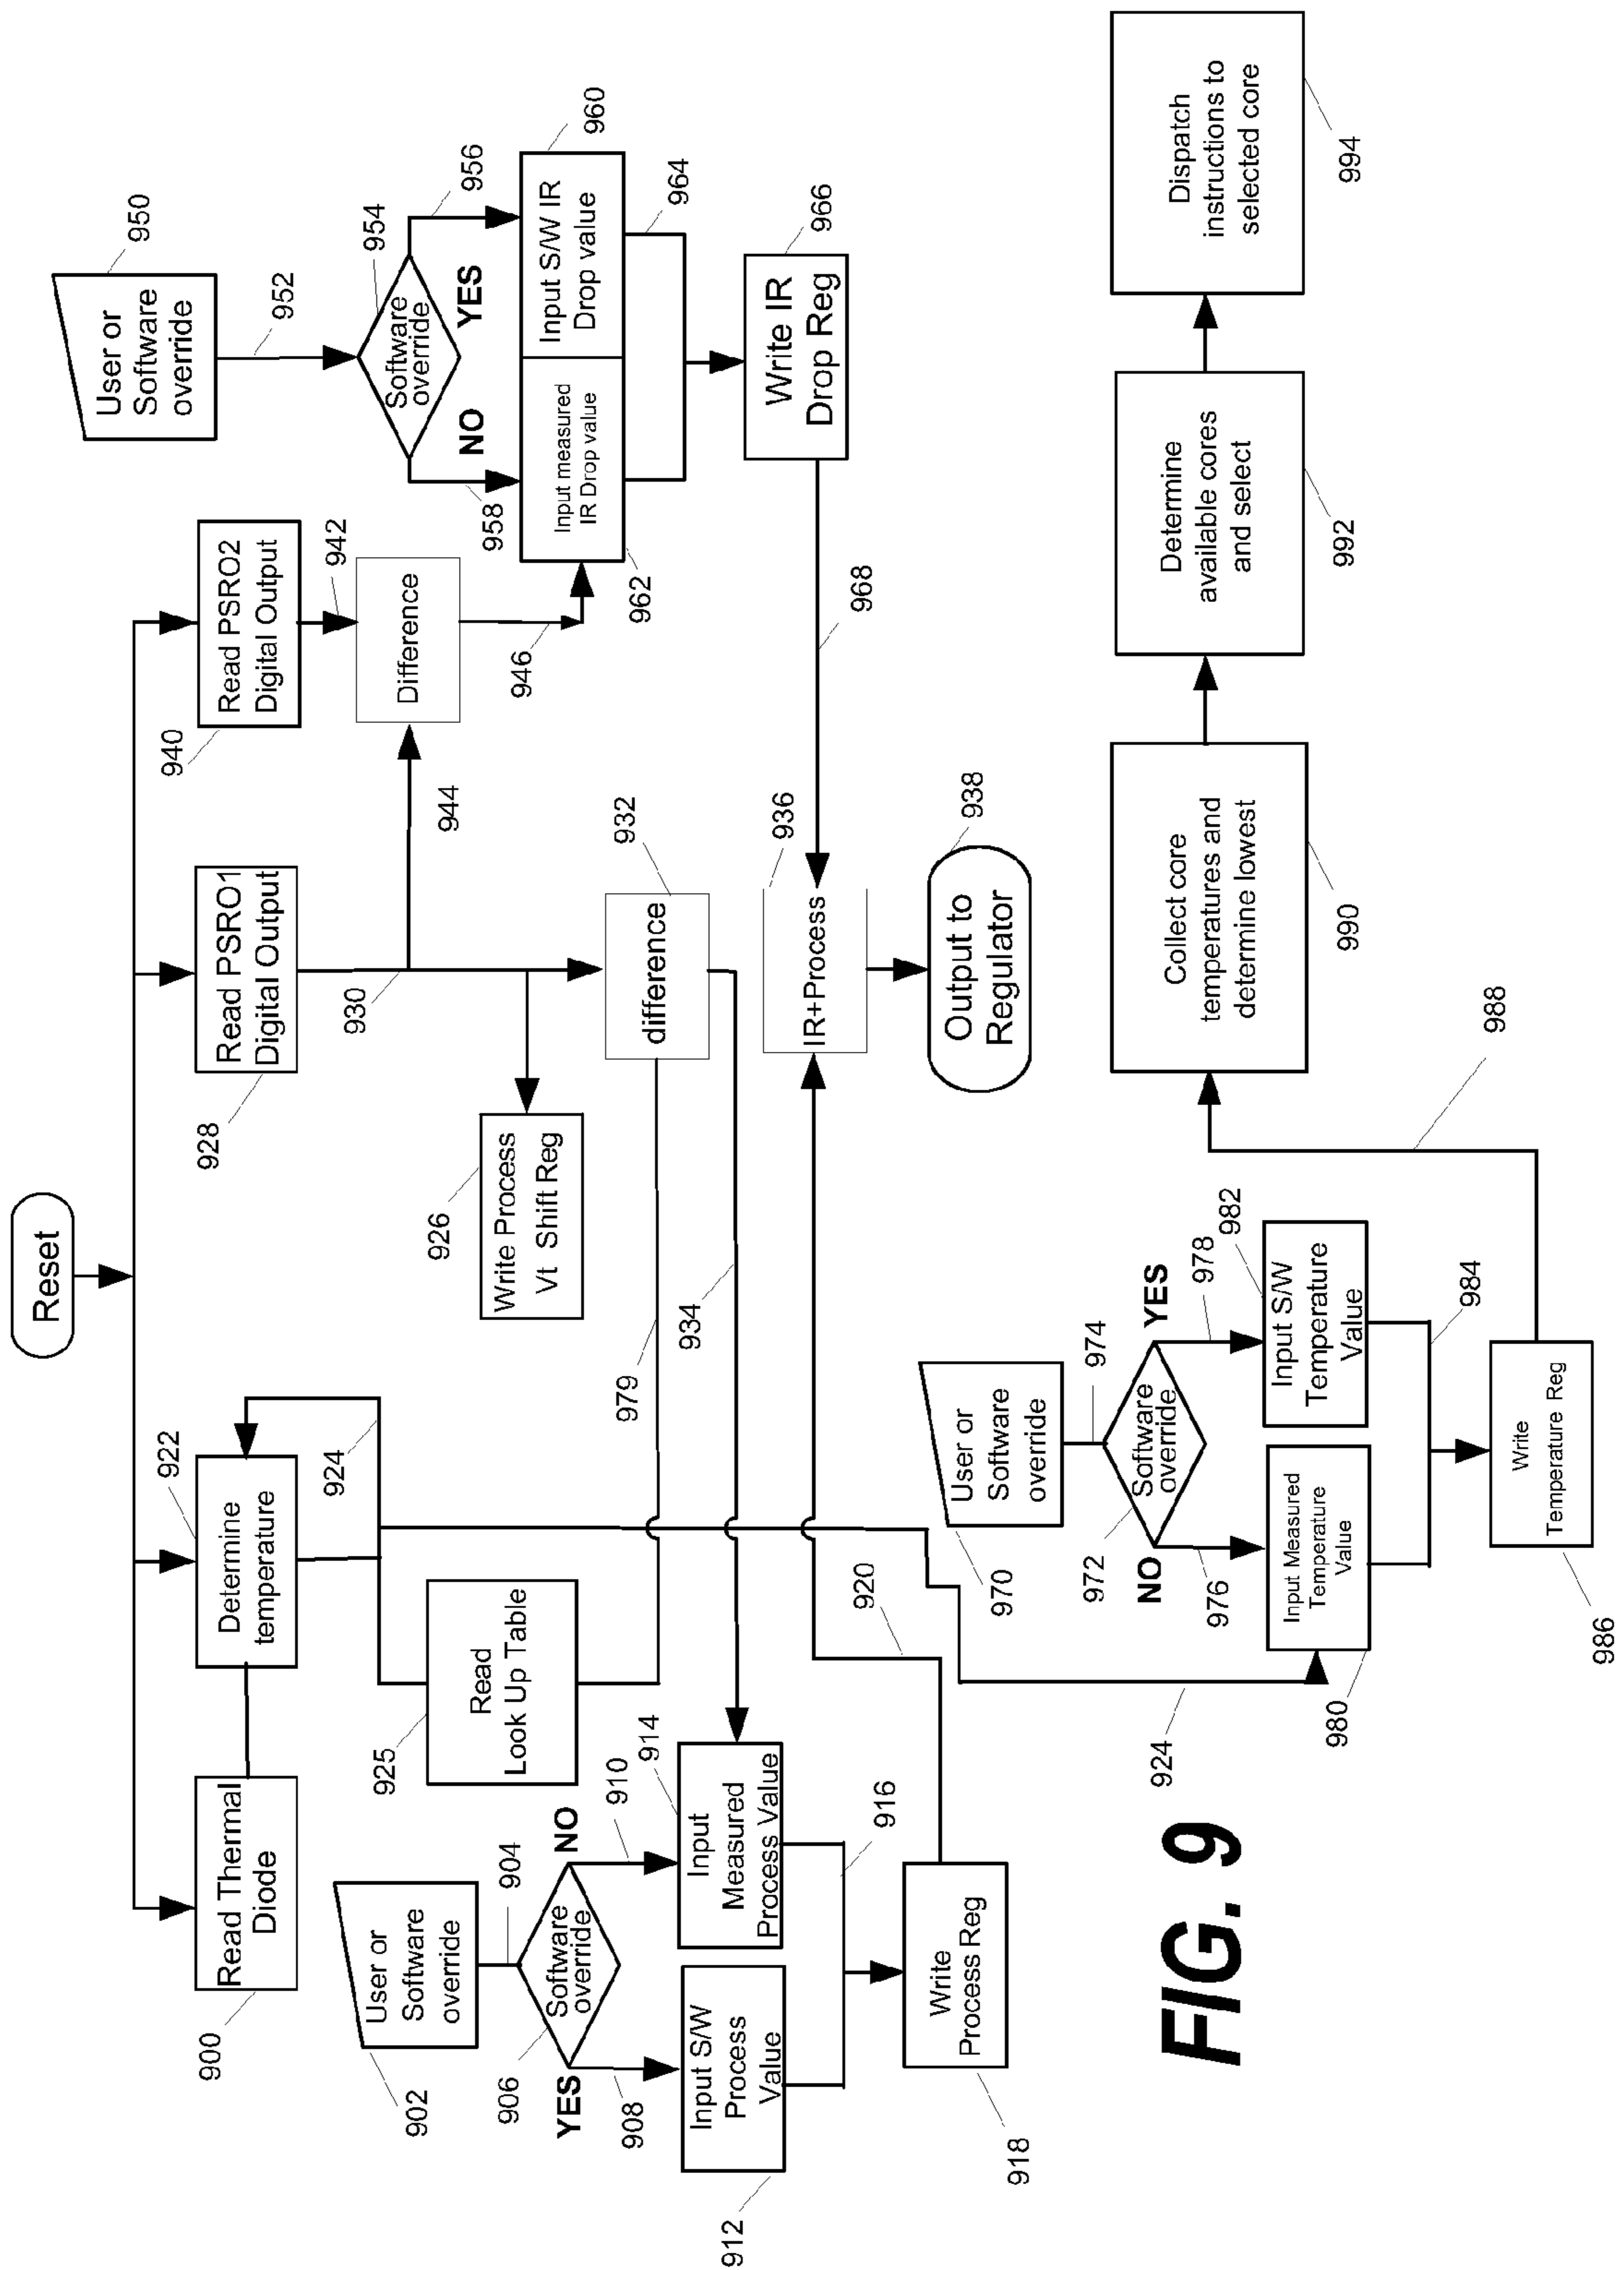 Reset
900
Read Thermal
Diode
922
Determine
temperature
924
928
Read PSRO1
Digital Output
930
940
Read PSRO2
Digital Output
942
944
Difference
946
950
User or
Software
override
952
954
Software
override
956
YES
NO
958
960
Input S/W IR
Drop value
Input measured
IR Drop value
962
964
966
Write IR
Drop Reg
968
902
User or
Software
override
904
906
Software
override
YES
908
NO
910
912
Input S/W
Process
Value
914
Input
Measured
Process Value
916
918
Write
Process Reg
920
925
Read
Look Up Table
926
Write Process
Vt Shift Reg
979
934
932
difference
936
IR+Process
938
Output to
Regulator
924
970
User or
Software
override
974
972
Software
override
NO
976
YES
978
980
Input Measured
Temperature
Value
982
Input S/W
Temperature
Value
984
986
Write
Temperature Reg
988
Collect core
temperatures and
determine lowest
990
Determine
available cores
and select
992
Dispatch
instructions to
selected core
994
FIG. 9